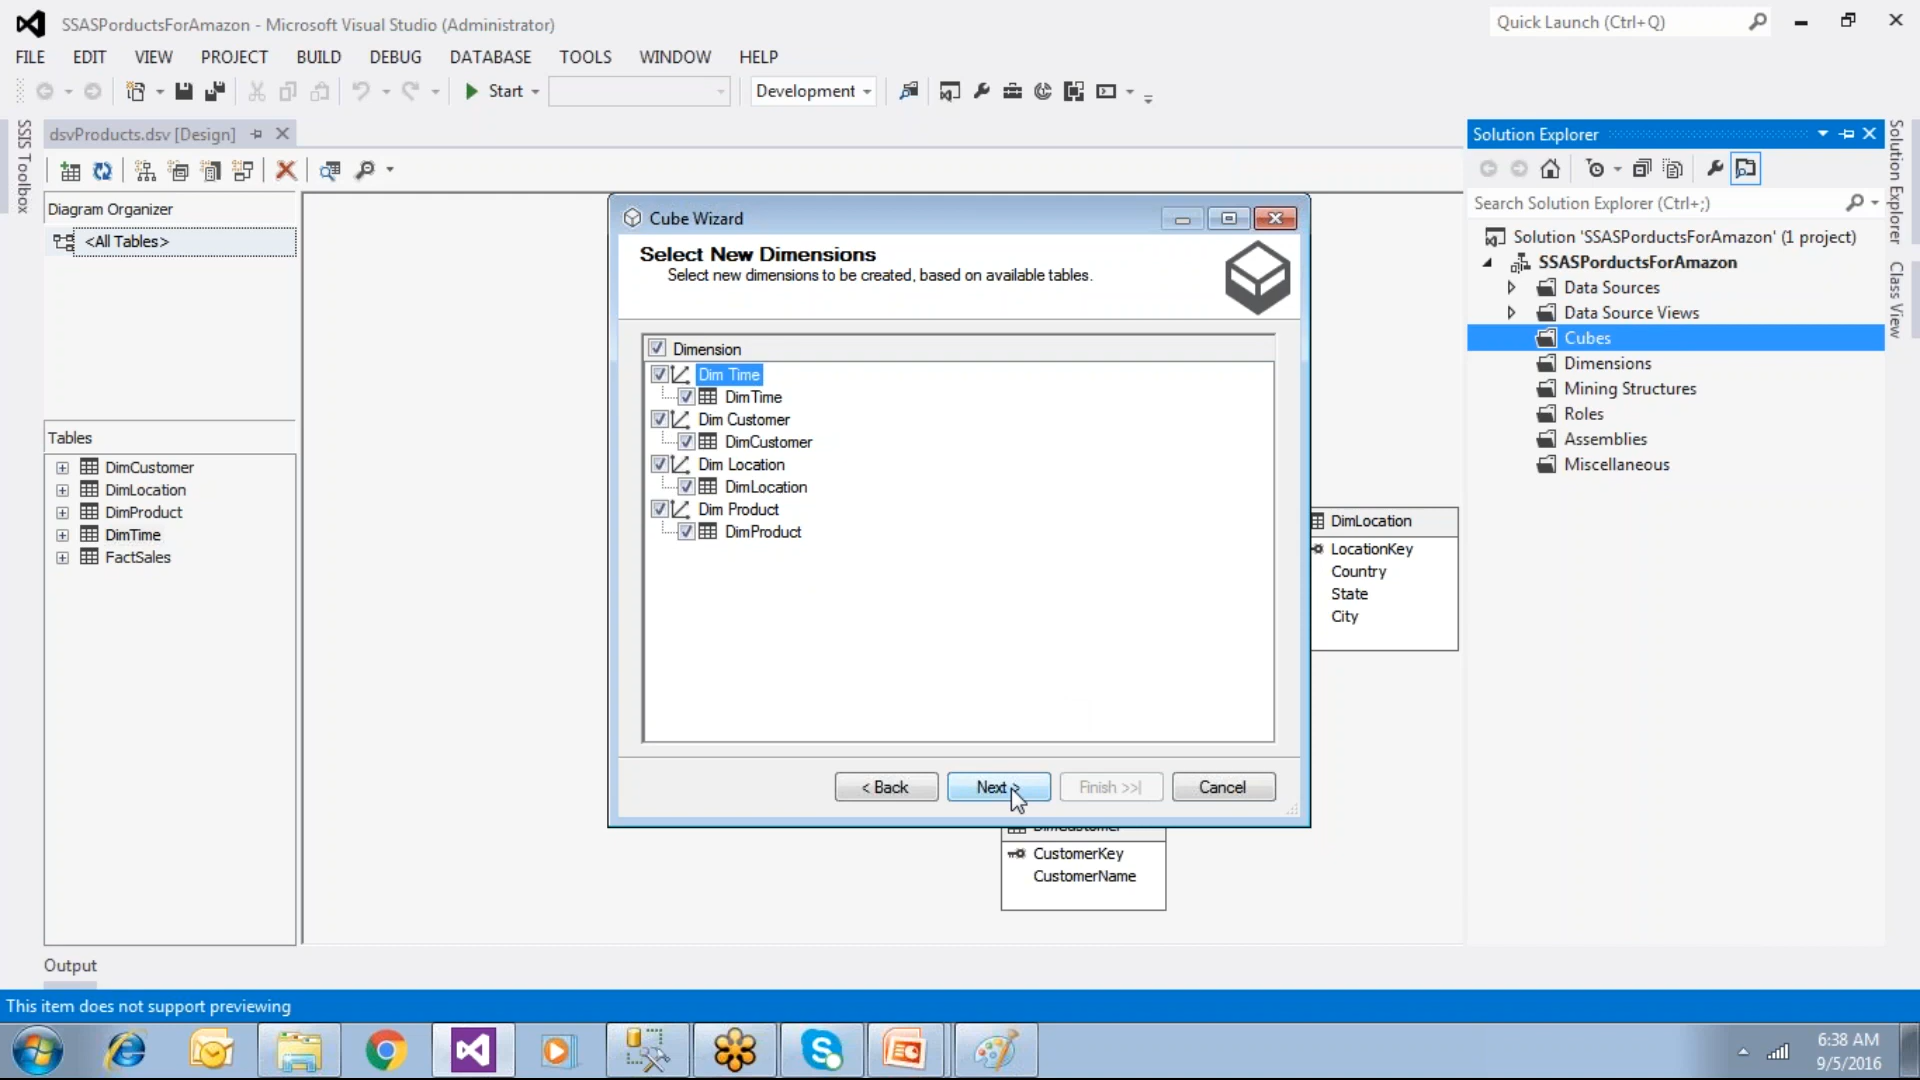 SSASPorductsForAmazon - Microsoft Visual Studio (Administrator)
Quick Launch (Ctrl+Q)
FILE EDIT VIEW PROJECT BUILD DEBUG DATABASE TOOLS WINDOW HELP
Start
Development
SSIS Toolbox
dsvProducts.dsv [Design]
Diagram Organizer
<All Tables>
Tables
DimCustomer
DimLocation
DimProduct
DimTime
FactSales
Cube Wizard
Select New Dimensions
Select new dimensions to be created, based on available tables.
Dimension
Dim Time
DimTime
Dim Customer
DimCustomer
Dim Location
DimLocation
Dim Product
DimProduct
< Back
Next >
Finish >>|
Cancel
DimLocation
LocationKey
Country
State
City
DimCustomer
CustomerKey
CustomerName
Solution Explorer
Search Solution Explorer (Ctrl+;)
Solution 'SSASPorductsForAmazon' (1 project)
SSASPorductsForAmazon
Data Sources
Data Source Views
Cubes
Dimensions
Mining Structures
Roles
Assemblies
Miscellaneous
Solution Explorer
Class View
Output
This item does not support previewing
6:38 AM
9/5/2016